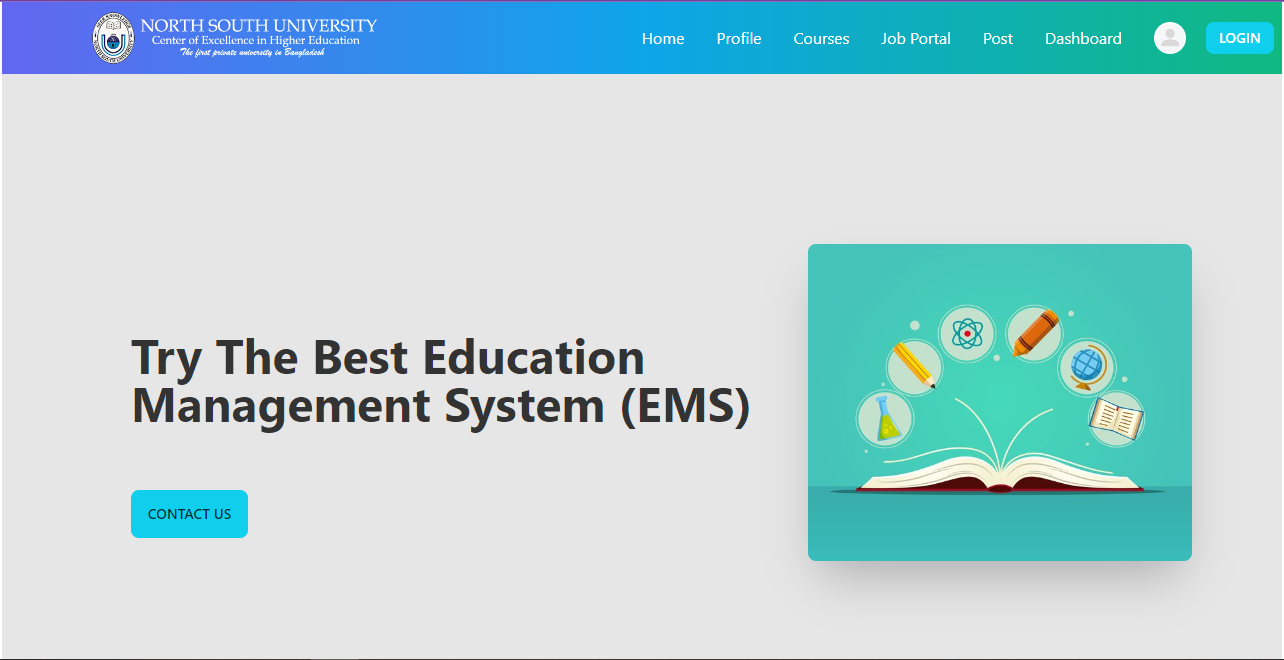 NORTH SOUTH UNIVERSITY
Center of Excellence in Higher Education
The first private university in Bangladesh
Home Profile Courses Job Portal Post Dashboard LOGIN
Try The Best Education
Management System (EMS)
CONTACT US